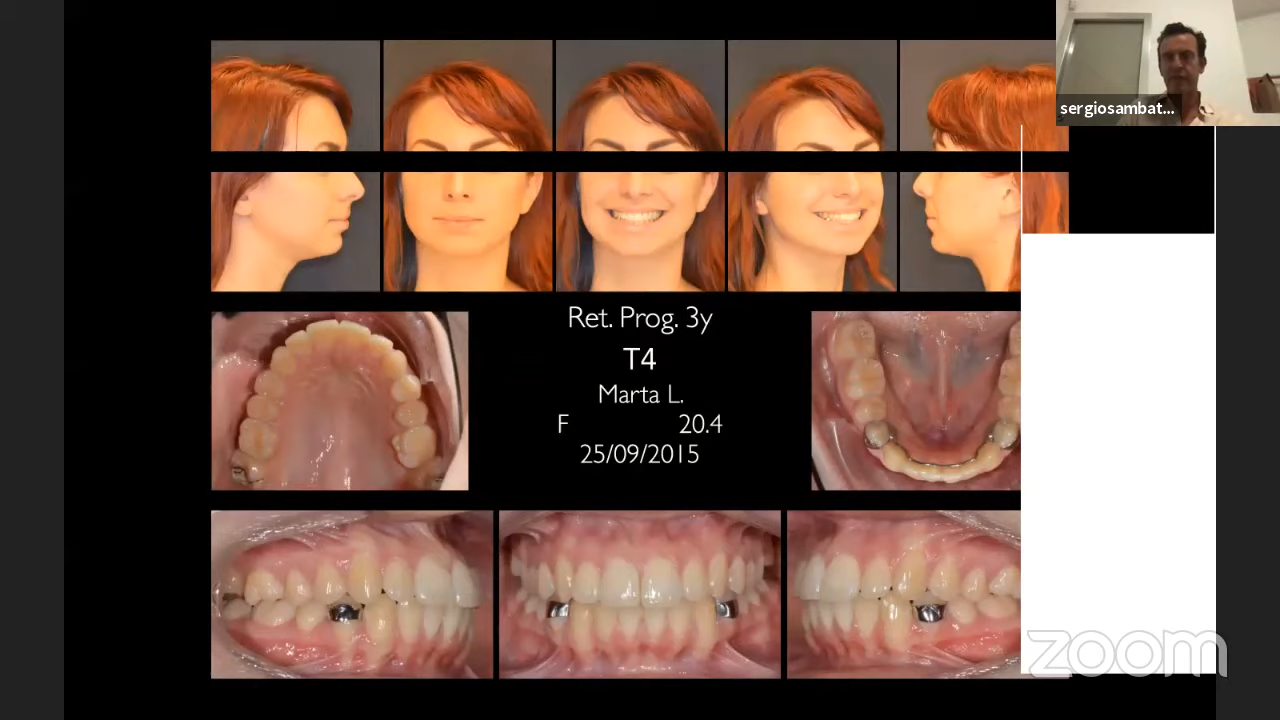 sergiosambat...
Ret. Prog. 3y
T4
Marta L.
F 20.4
25/09/2015
zoom